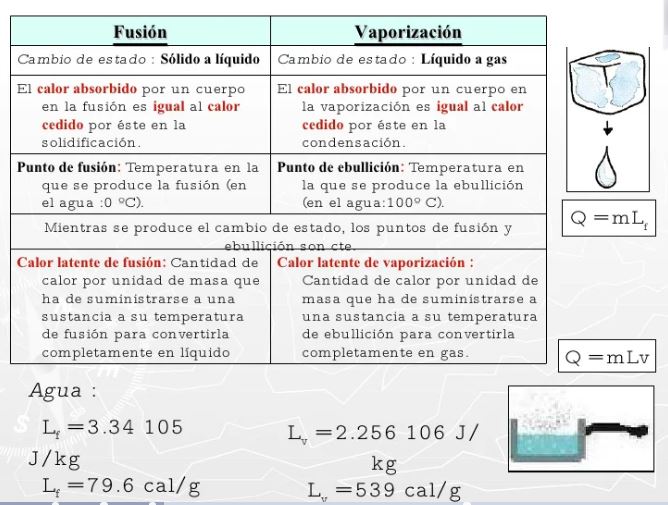 Fusión
Vaporización
Cambio de estado : Sólido a líquido
Cambio de estado : Líquido a gas
El calor absorbido por un cuerpo
en la fusión es igual al calor
cedido por éste en la
solidificación.
El calor absorbido por un cuerpo en
la vaporización es igual al calor
cedido por éste en la
condensación.
Punto de fusión: Temperatura en la
que se produce la fusión (en
el agua :0 ºC).
Punto de ebullición: Temperatura en
la que se produce la ebullición
(en el agua:100º C).
Mientras se produce el cambio de estado, los puntos de fusión y
ebullición son cte.
Calor latente de fusión: Cantidad de
calor por unidad de masa que
ha de suministrarse a una
sustancia a su temperatura
de fusión para convertirla
completamente en líquido
Calor latente de vaporización :
Cantidad de calor por unidad de
masa que ha de suministrarse a
una sustancia a su temperatura
de ebullición para convertirla
completamente en gas.
Q =mLf
Q =mLv
Agua :
Lf =3.34 105
J/kg
Lf =79.6 cal/g
Lv =2.256 106 J/
kg
Lv =539 cal/g